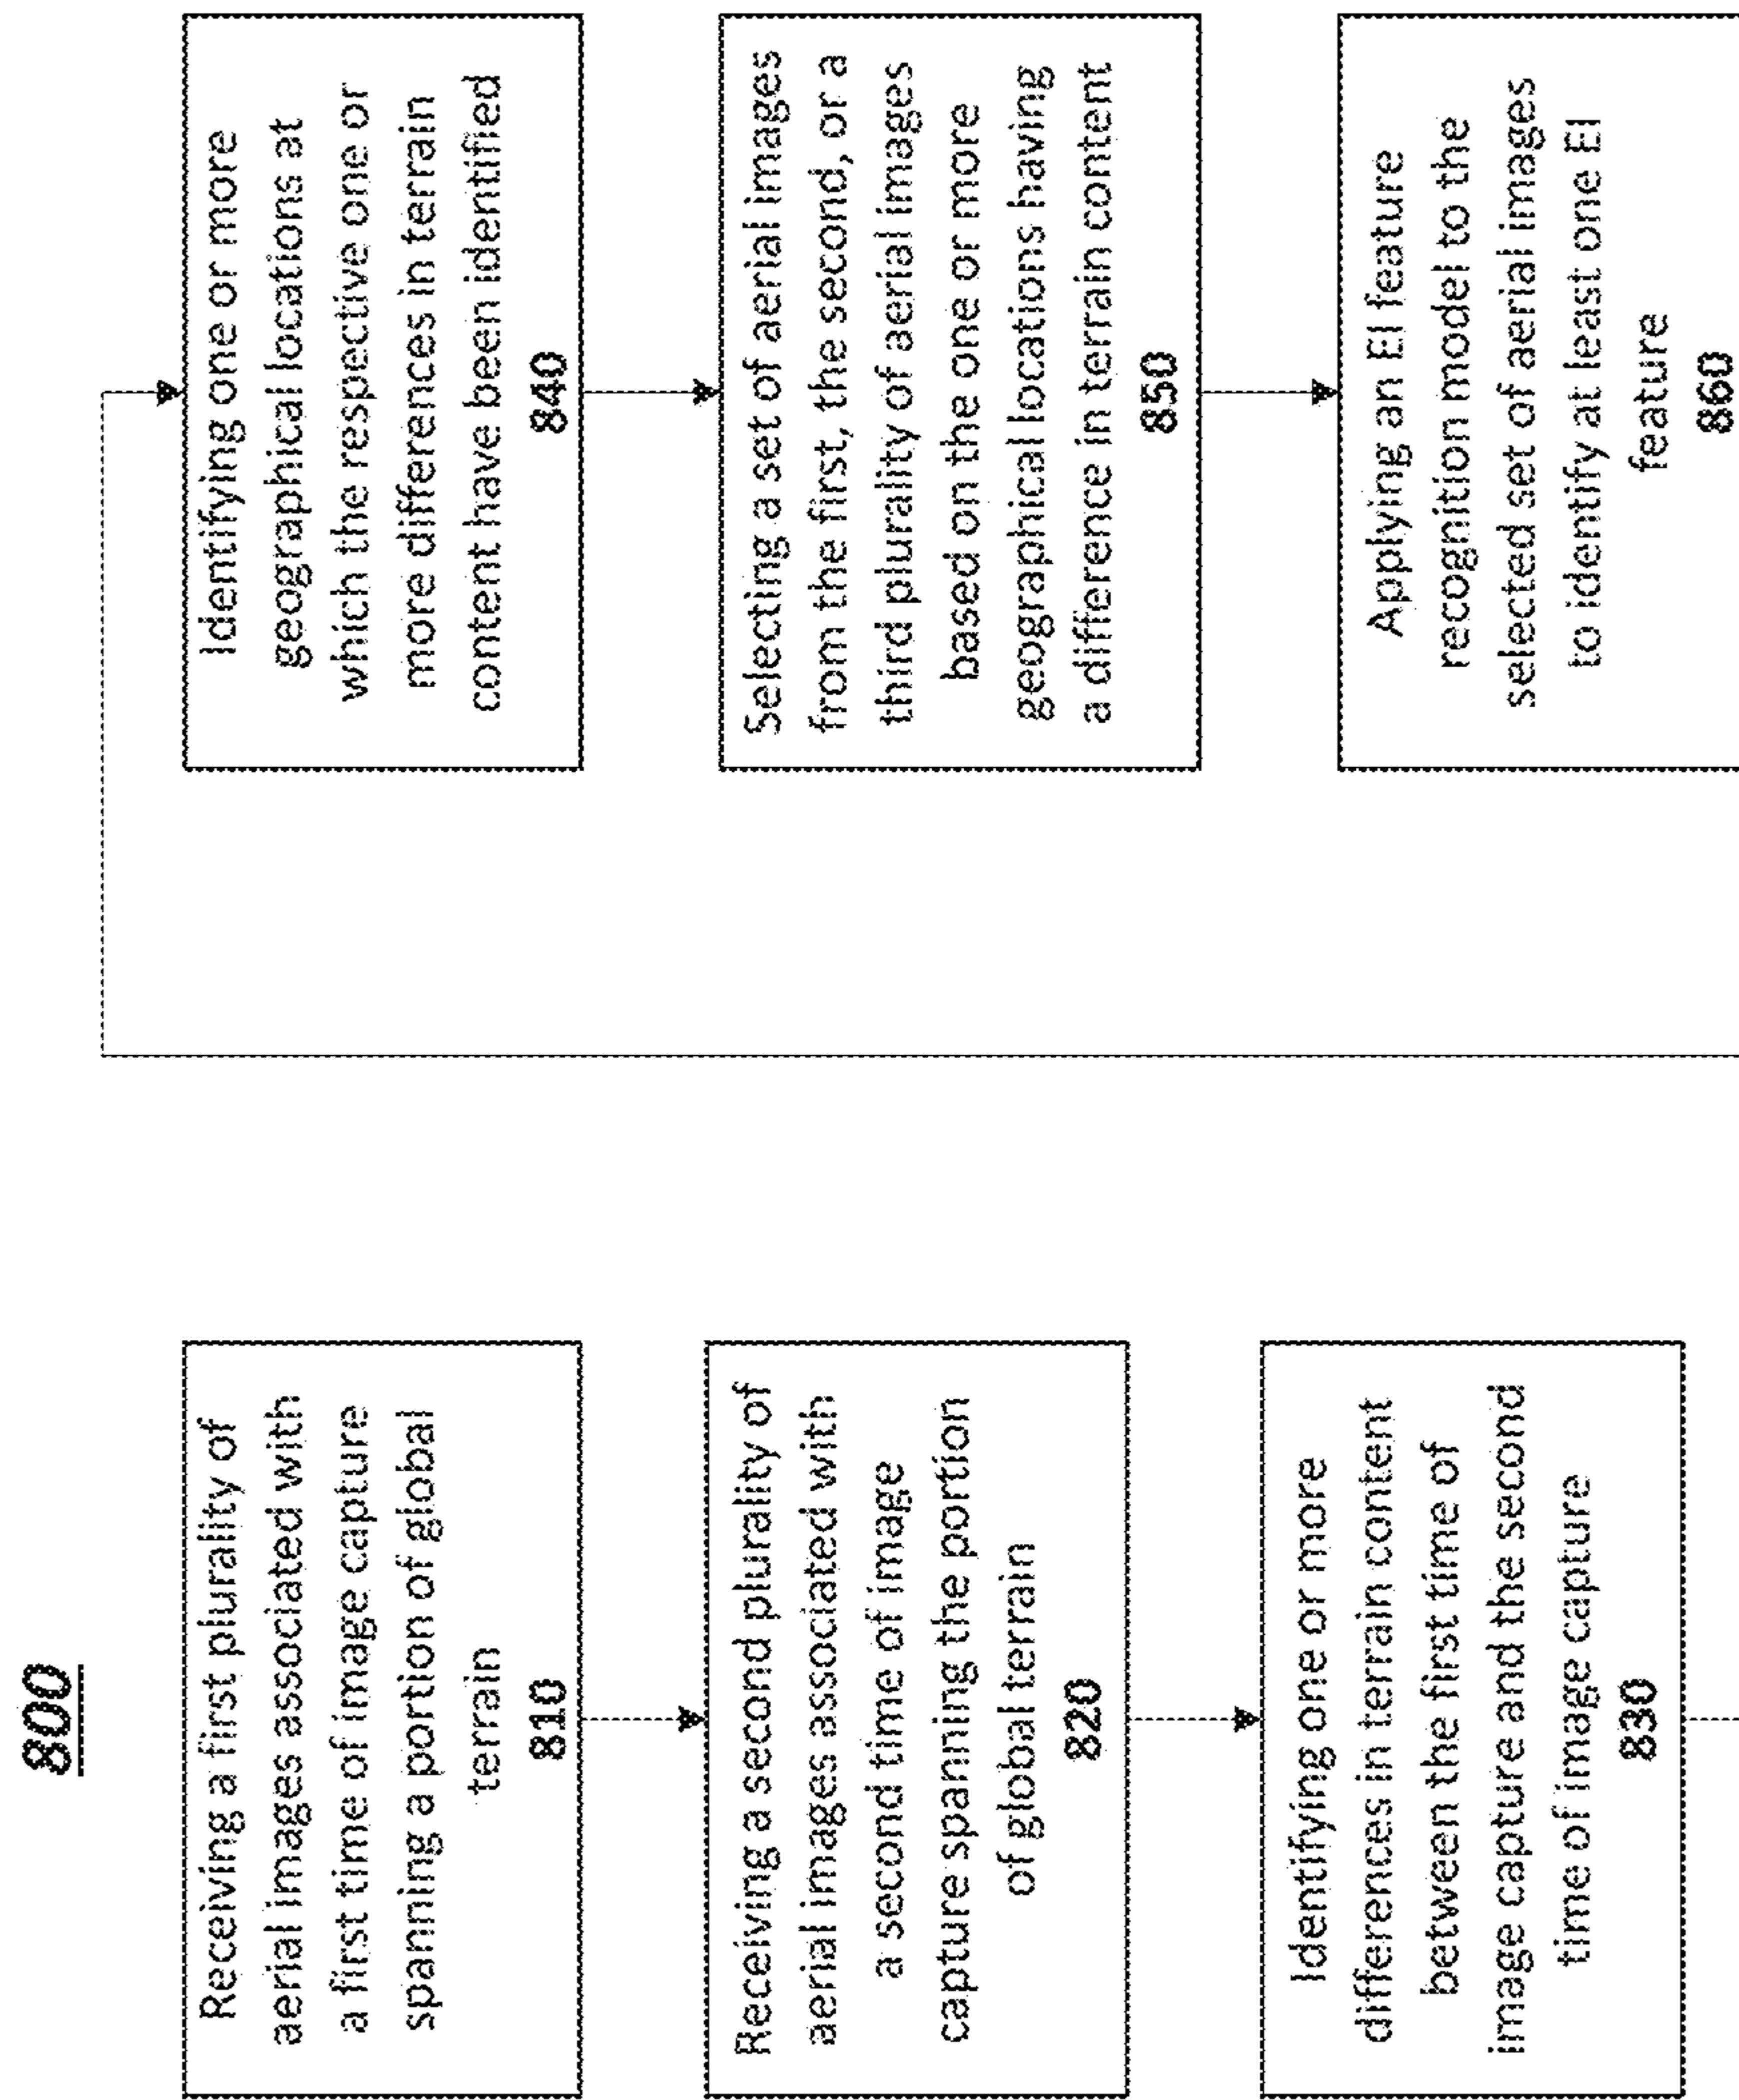 800
Receiving a first plurality of
aerial images associated with
a first time of image capture
spanning a portion of global
terrain
810
Receiving a second plurality of
aerial images associated with
a second time of image
capture spanning the portion
of global terrain
820
Identifying one or more
differences in terrain content
between the first time of
image capture and the second
time of image capture
830
Identifying one or more
geographical locations at
which the respective one or
more differences in terrain
content have been identified
840
Selecting a set of aerial images
from the first, the second, or a
third plurality of aerial images
based on the one or more
geographical locations having
a difference in terrain content
850
Applying an EI feature
recognition model to the
selected set of aerial images
to identify at least one EI
feature
860